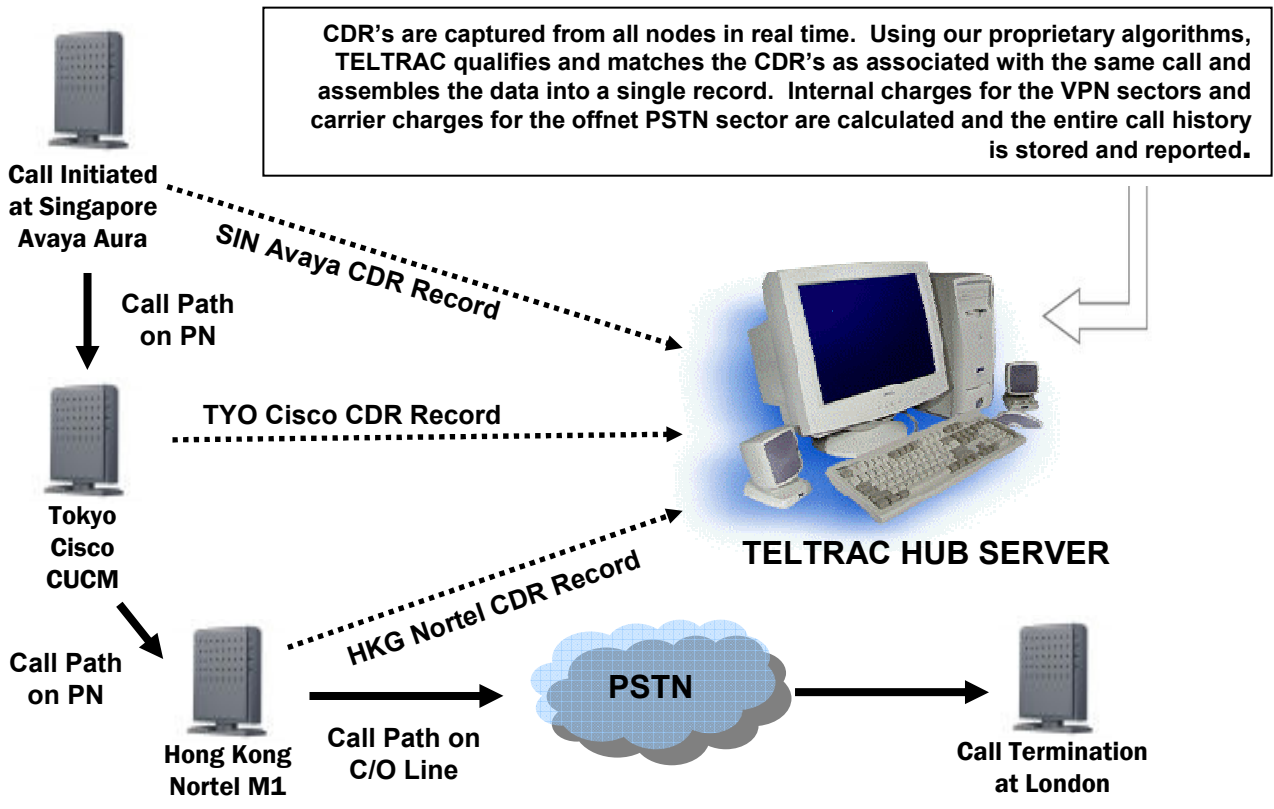 CDR's are captured from all nodes in real time. Using our proprietary algorithms,
TELTRAC qualifies and matches the CDR's as associated with the same call and
assembles the data into a single record. Internal charges for the VPN sectors and
carrier charges for the offnet PSTN sector are calculated and the entire call history
is stored and reported.
Call Initiated
at Singapore
Avaya Aura
SIN Avaya CDR Record
Call Path
on PN
TYO Cisco CDR Record
Tokyo
Cisco
CUCM
TELTRAC HUB SERVER
HKG Nortel CDR Record
Call Path
on PN
PSTN
Hong Kong
Nortel M1
Call Path on
C/O Line
Call Termination
at London